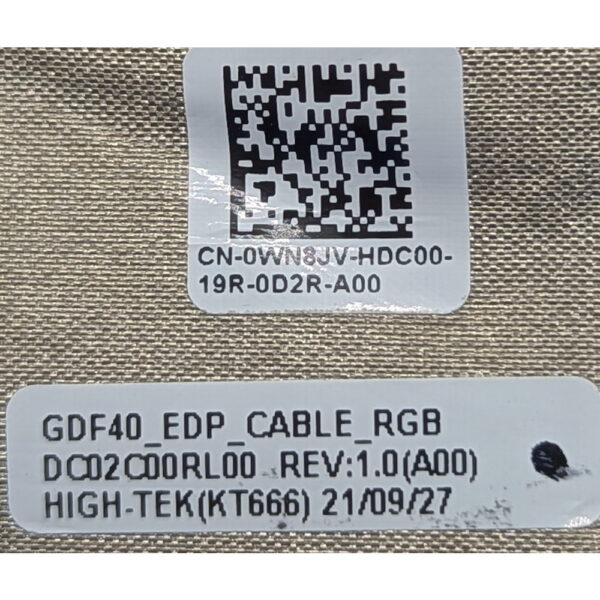 CN-0WN8JV-HDC00-
19R-0D2R-A00
GDF40_EDP_CABLE_RGB
DC02C00RL00 REV:1.0(A00)
HIGH-TEK(KT666) 21/09/27